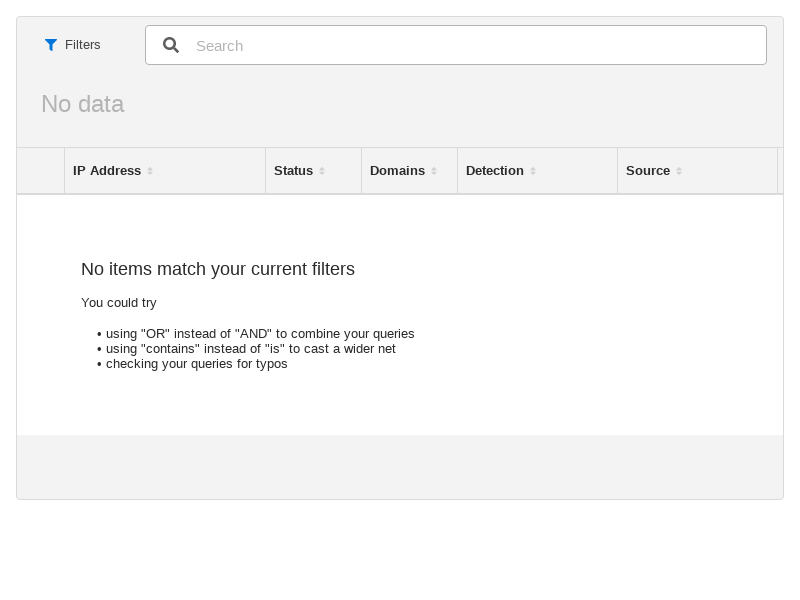 Filters
Search
No data
IP Address Status Domains Detection Source
No items match your current filters
You could try
• using "OR" instead of "AND" to combine your queries
• using "contains" instead of "is" to cast a wider net
• checking your queries for typos